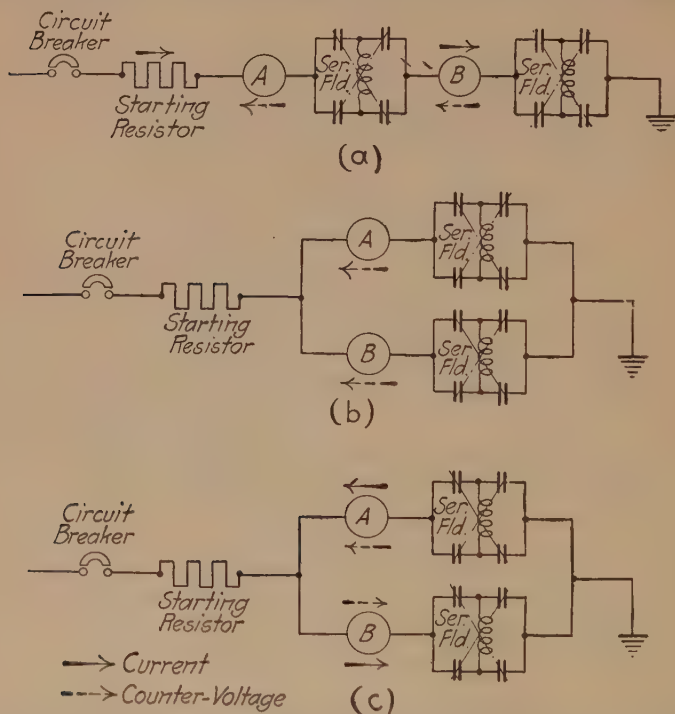 Circuit
Breaker
A
Ser.
Fld.
B
Ser.
Fld.
Starting
Resistor
(a)
Circuit
Breaker
A
Ser.
Fld.
Starting
Resistor
B
Ser.
Fld.
(b)
Circuit
Breaker
A
Ser.
Fld.
Starting
Resistor
B
Ser.
Fld.
Current
Counter-Voltage
(c)